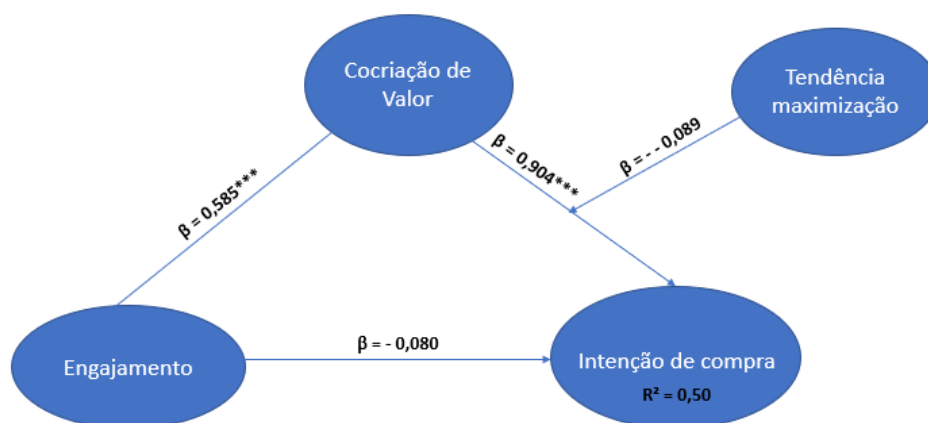 Cocriação de
Valor
Tendência
maximização
β = 0,585***
β = 0,904***
β = - - 0,089
Engajamento
β = - 0,080
Intenção de compra
R² = 0,50